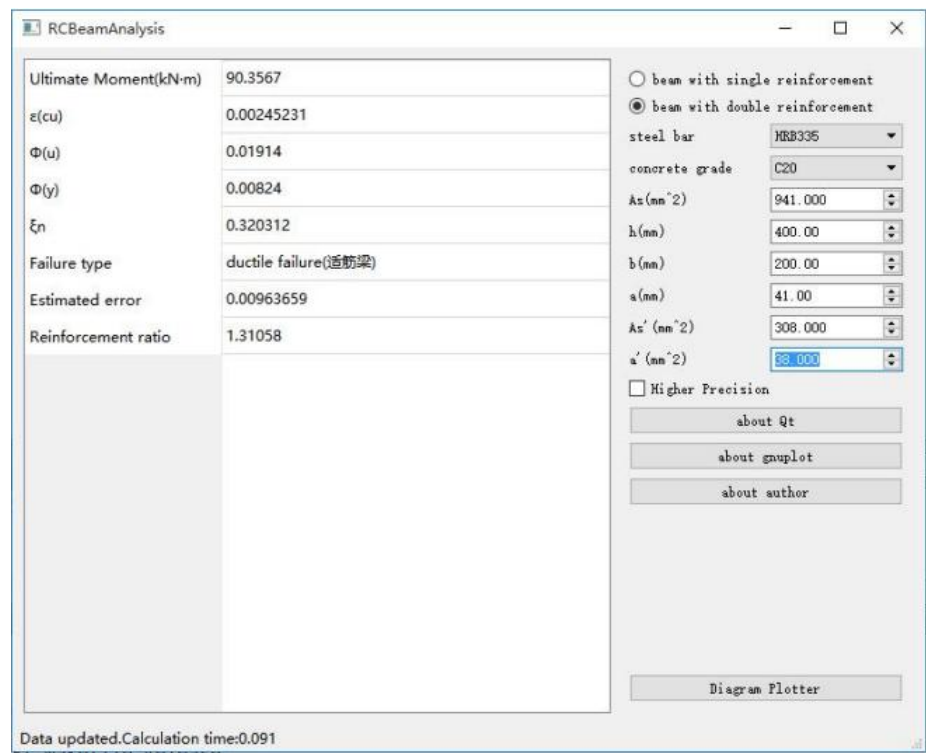 RCBeamAnalysis
Ultimate Moment(kN·m) 90.3567
ε(cu) 0.00245231
Φ(u) 0.01914
Φ(y) 0.00824
ξn 0.320312
Failure type ductile failure(适筋梁)
Estimated error 0.00963659
Reinforcement ratio 1.31058
beam with single reinforcement
beam with double reinforcement
steel bar HRB335
concrete grade C20
As(mm^2) 941.000
h(mm) 400.00
b(mm) 200.00
a(mm) 41.00
As'(mm^2) 308.000
a'(mm^2) 38.000
Higher Precision
about Qt
about gnuplot
about author
Diagram Plotter
Data updated.Calculation time:0.091